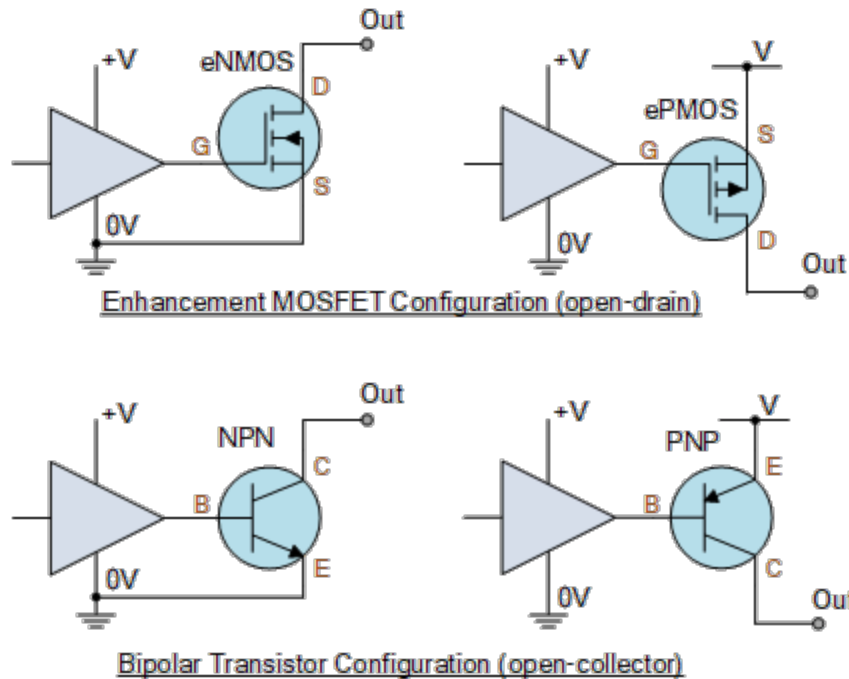 Out
+V
eNMOS
D
G
S
0V
V
+V
ePMOS
S
G
D
0V
Out
Enhancement MOSFET Configuration (open-drain)
Out
+V
NPN
C
B
E
0V
V
+V
PNP
E
B
C
0V
Out
Bipolar Transistor Configuration (open-collector)